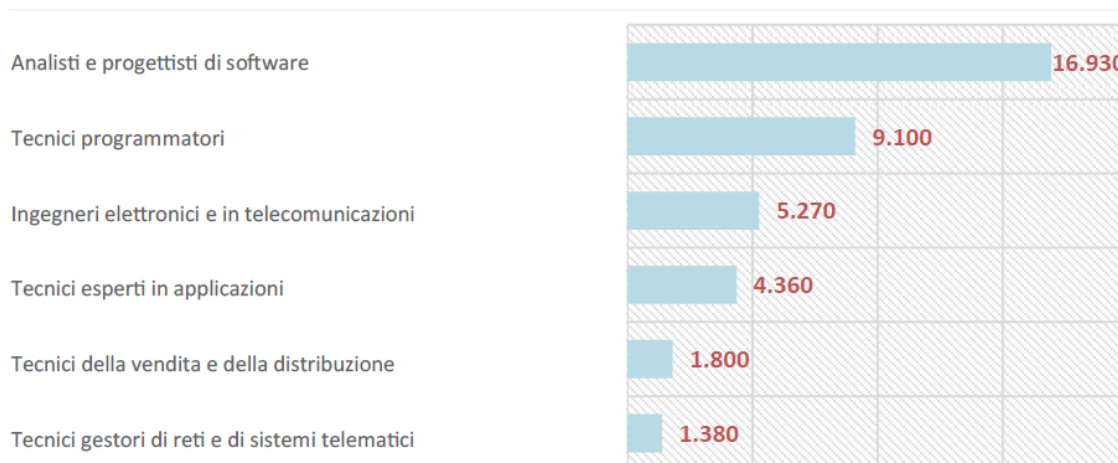 Analisti e progettisti di software
16.930
Tecnici programmatori
9.100
Ingegneri elettronici e in telecomunicazioni
5.270
Tecnici esperti in applicazioni
4.360
Tecnici della vendita e della distribuzione
1.800
Tecnici gestori di reti e di sistemi telematici
1.380